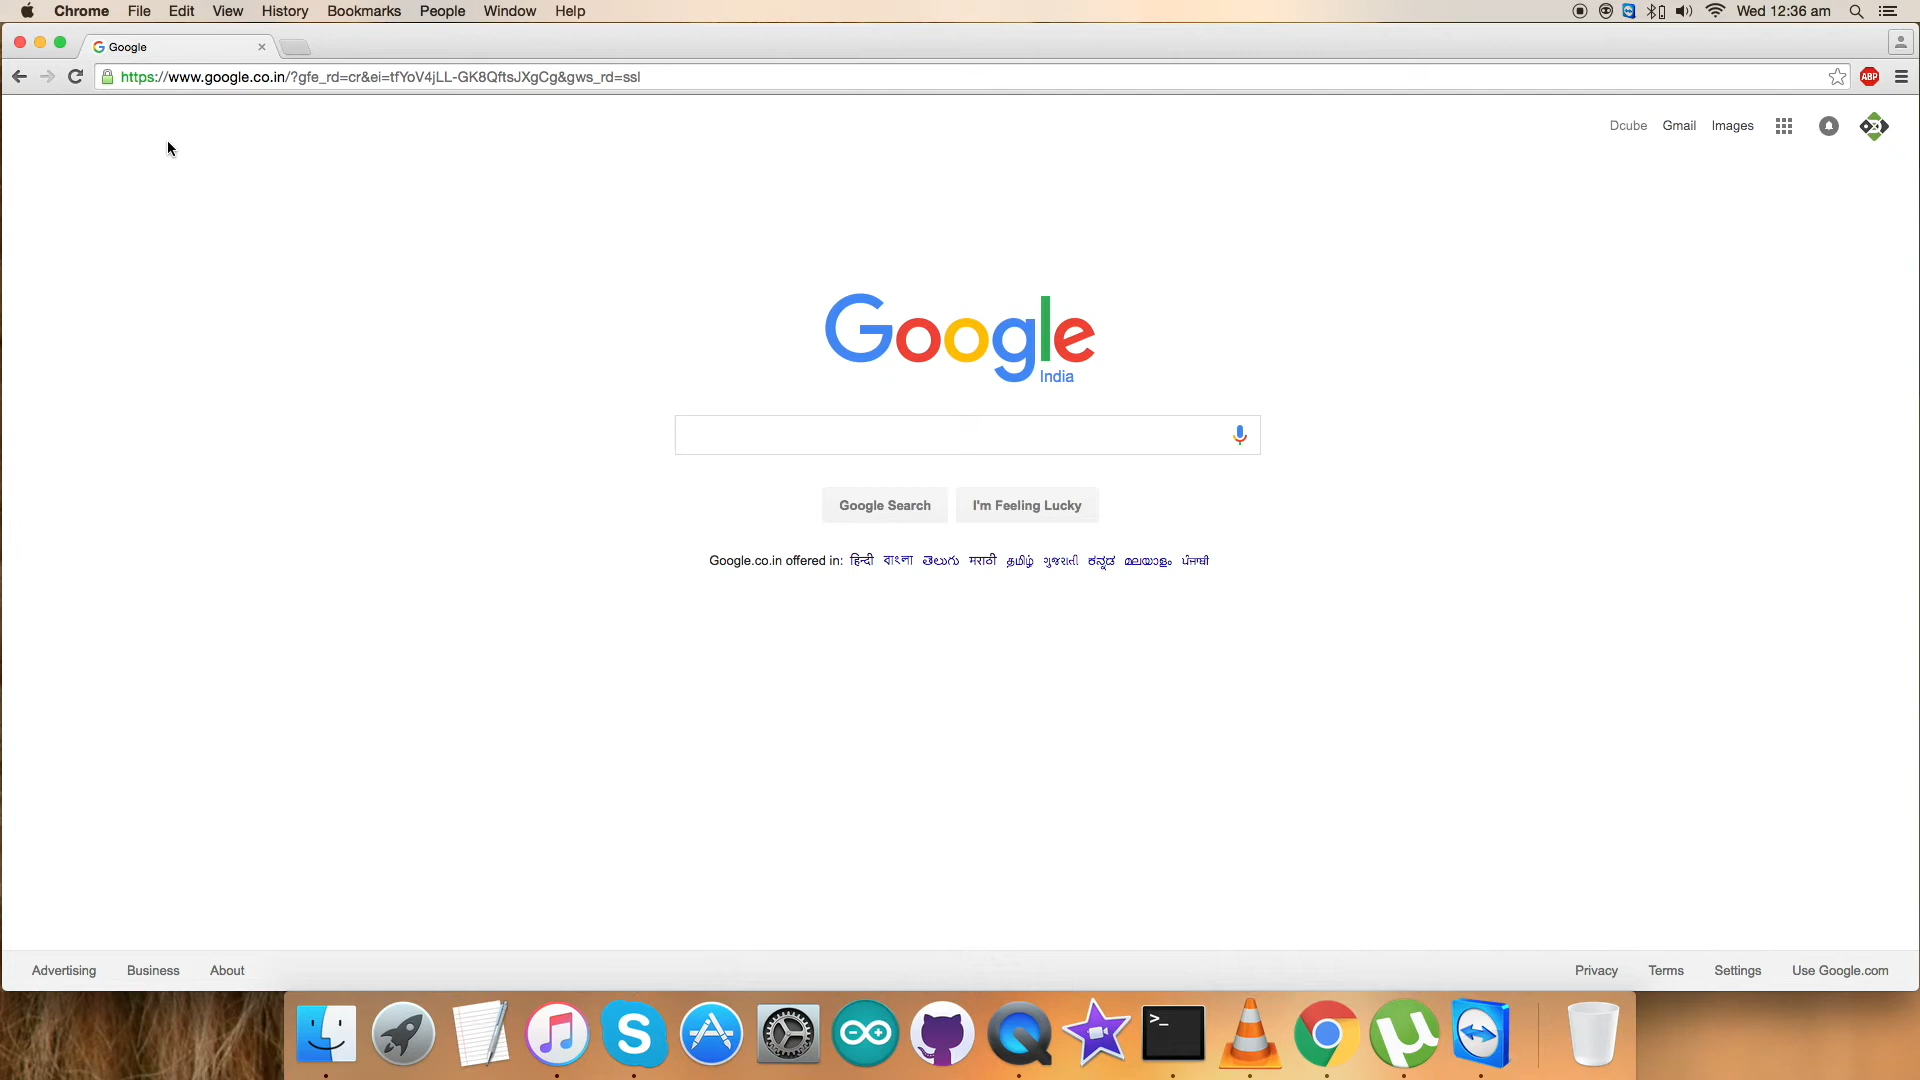 Chrome File Edit View History Bookmarks People Window Help Wed 12:36 am
Google
https://www.google.co.in/?gfe_rd=cr&ei=tfYoV4jLL-GK8QftsJXgCg&gws_rd=ssl ABP
Dcube Gmail Images
Google
India
Google Search I'm Feeling Lucky
Google.co.in offered in: हिन्दी বাংলা తెలుగు मराठी தமிழ் ગુજરાતી ಕನ್ನಡ മലയാളം ਪੰਜਾਬੀ
Advertising Business About Privacy Terms Settings Use Google.com
S >_ µ